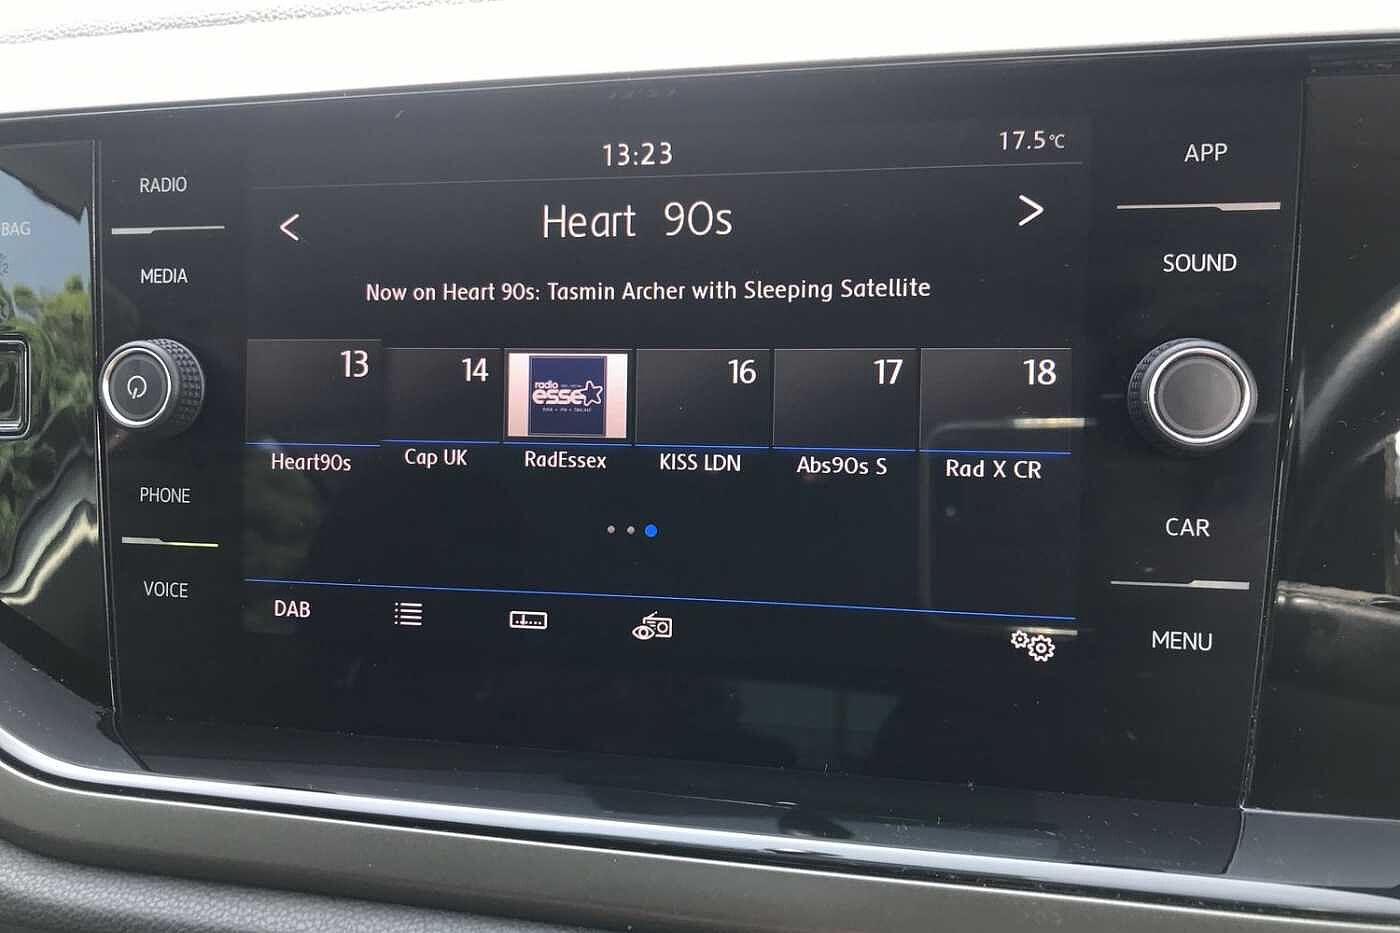 13:23
17.5°C
APP
RADIO
BAG
Heart 90s
MEDIA
SOUND
Now on Heart 90s: Tasmin Archer with Sleeping Satellite
13
14
radio
essex
16
17
18
Heart90s
Cap UK
RadEssex
KISS LDN
Abs90s S
Rad X CR
PHONE
CAR
VOICE
DAB
MENU